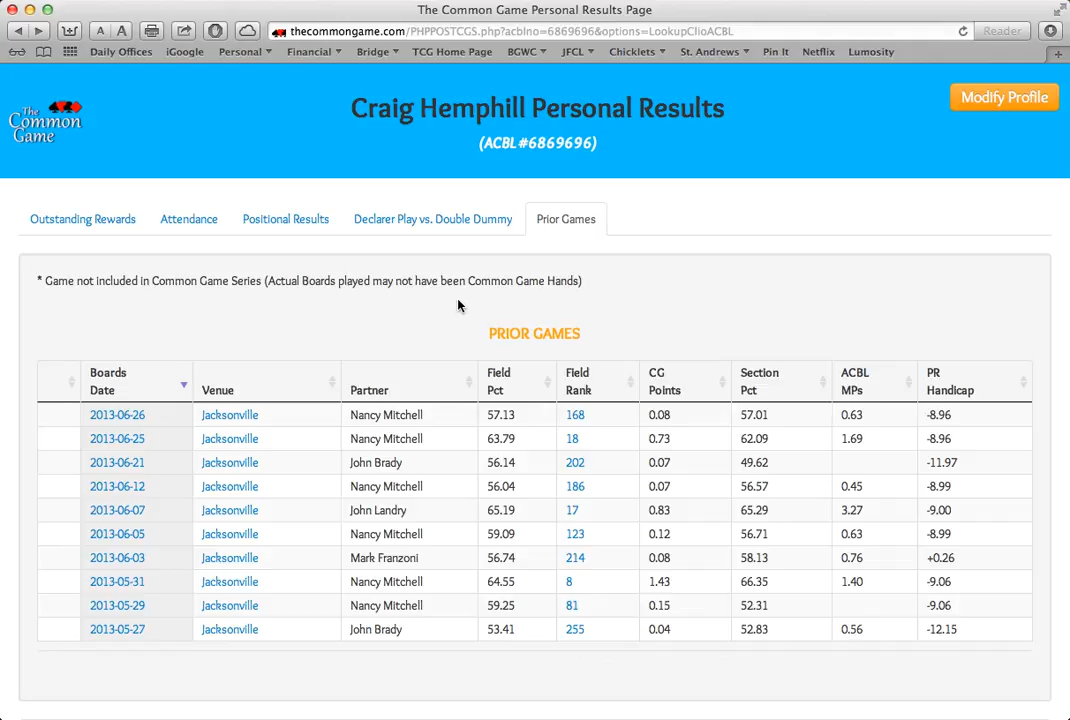 The Common Game Personal Results Page
A A thecommongame.com/PHPPOSTCGS.php?acblno=6869696&options=LookupClioACBL Reader
Daily Offices iGoogle Personal Financial Bridge TCG Home Page BGWC JFCL Chicklets St. Andrews Pin It Netflix Lumosity
The Common Game
Craig Hemphill Personal Results
(ACBL #6869696)
Modify Profile
Outstanding Rewards Attendance Positional Results Declarer Play vs. Double Dummy Prior Games
* Game not included in Common Game Series (Actual Boards played may not have been Common Game Hands)
PRIOR GAMES
Boards Date Venue Partner Field Pct Field Rank CG Points Section Pct ACBL MPs PR Handicap
2013-06-26 Jacksonville Nancy Mitchell 57.13 168 0.08 57.01 0.63 -8.96
2013-06-25 Jacksonville Nancy Mitchell 63.79 18 0.73 62.09 1.69 -8.96
2013-06-21 Jacksonville John Brady 56.14 202 0.07 49.62 -11.97
2013-06-12 Jacksonville Nancy Mitchell 56.04 186 0.07 56.57 0.45 -8.99
2013-06-07 Jacksonville John Landry 65.19 17 0.83 65.29 3.27 -9.00
2013-06-05 Jacksonville Nancy Mitchell 59.09 123 0.12 56.71 0.63 -8.99
2013-06-03 Jacksonville Mark Franzoni 56.74 214 0.08 58.13 0.76 +0.26
2013-05-31 Jacksonville Nancy Mitchell 64.55 8 1.43 66.35 1.40 -9.06
2013-05-29 Jacksonville Nancy Mitchell 59.25 81 0.15 52.31 -9.06
2013-05-27 Jacksonville John Brady 53.41 255 0.04 52.83 0.56 -12.15